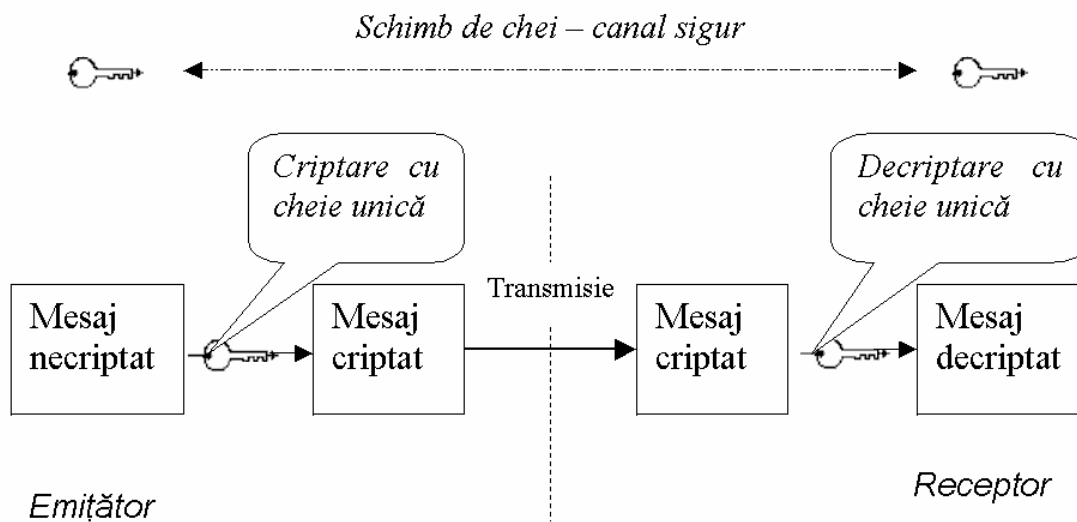 Schimb de chei – canal sigur
Criptare cu
cheie unică
Decriptare cu
cheie unică
Mesaj
necriptat
Mesaj
criptat
Transmisie
Mesaj
criptat
Mesaj
decriptat
Emițător
Receptor